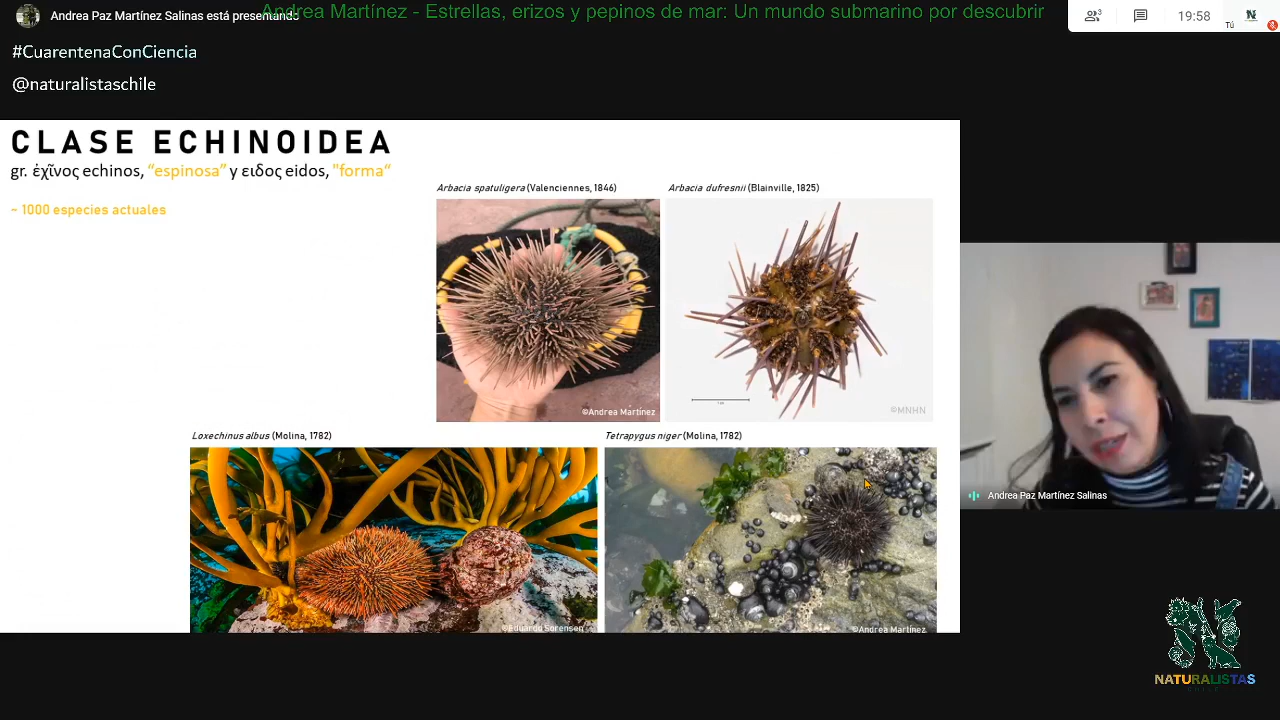 Andrea Paz Martínez Salinas está presentando
Andrea Martínez - Estrellas, erizos y pepinos de mar: Un mundo submarino por descubrir
3
19:58
Tú
#CuarentenaConCiencia
@naturalistaschile
CLASE ECHINOIDEA
gr. ἐχῖνος echinos, “espinosa” y ειδος eidos, "forma“
~ 1000 especies actuales
Arbacia spatuligera (Valenciennes, 1846)
Arbacia dufresnii (Blainville, 1825)
©Andrea Martínez
©MNHN
Loxechinus albus (Molina, 1782)
Tetrapygus niger (Molina, 1782)
©Eduardo Sorensen
©Andrea Martínez
Andrea Paz Martínez Salinas
NATURALISTAS
CHILE